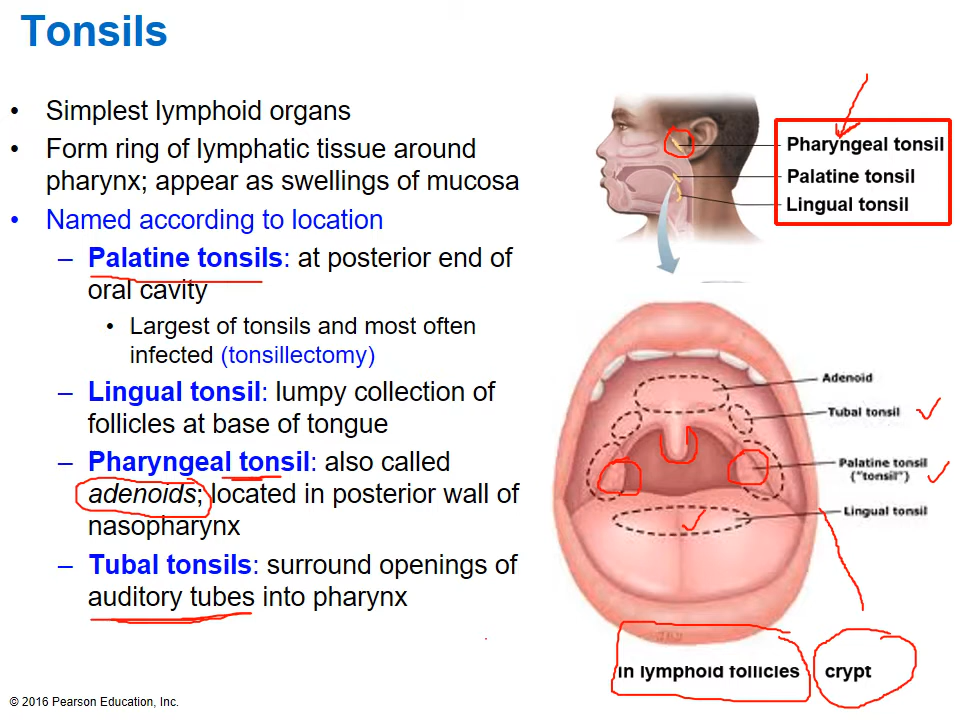 Tonsils
• Simplest lymphoid organs
• Form ring of lymphatic tissue around
pharynx; appear as swellings of mucosa
• Named according to location
– Palatine tonsils: at posterior end of
oral cavity
• Largest of tonsils and most often
infected (tonsillectomy)
– Lingual tonsil: lumpy collection of
follicles at base of tongue
– Pharyngeal tonsil: also called
adenoids; located in posterior wall of
nasopharynx
– Tubal tonsils: surround openings of
auditory tubes into pharynx
Pharyngeal tonsil
Palatine tonsil
Lingual tonsil
Adenoid
Tubal tonsil
Palatine tonsil
("tonsil")
Lingual tonsil
in lymphoid follicles crypt
© 2016 Pearson Education, Inc.